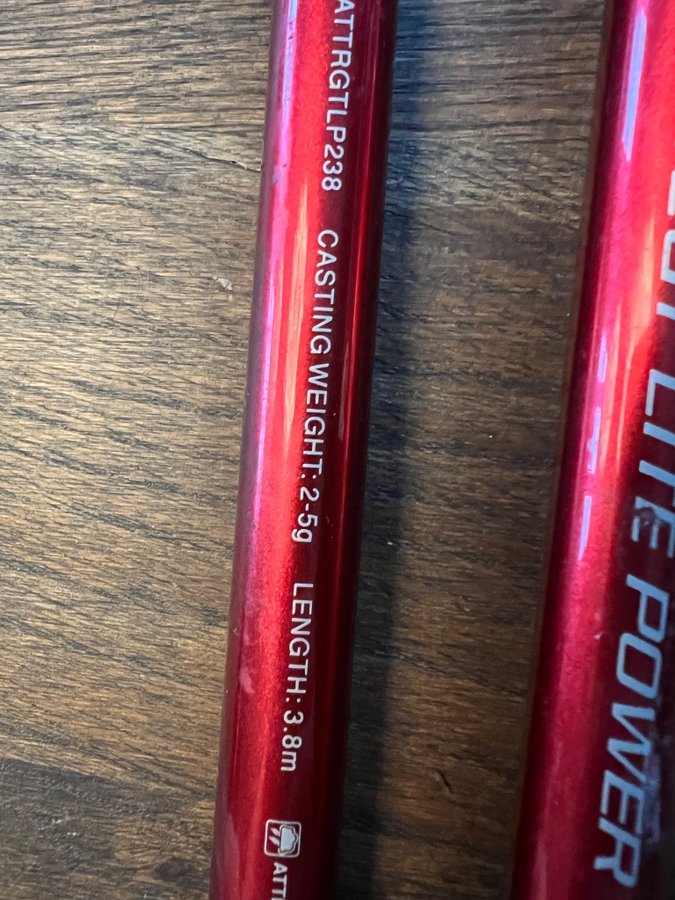 ATTRGTLP238 CASTING WEIGHT: 2-5g LENGTH: 3.8m
LITE POWER